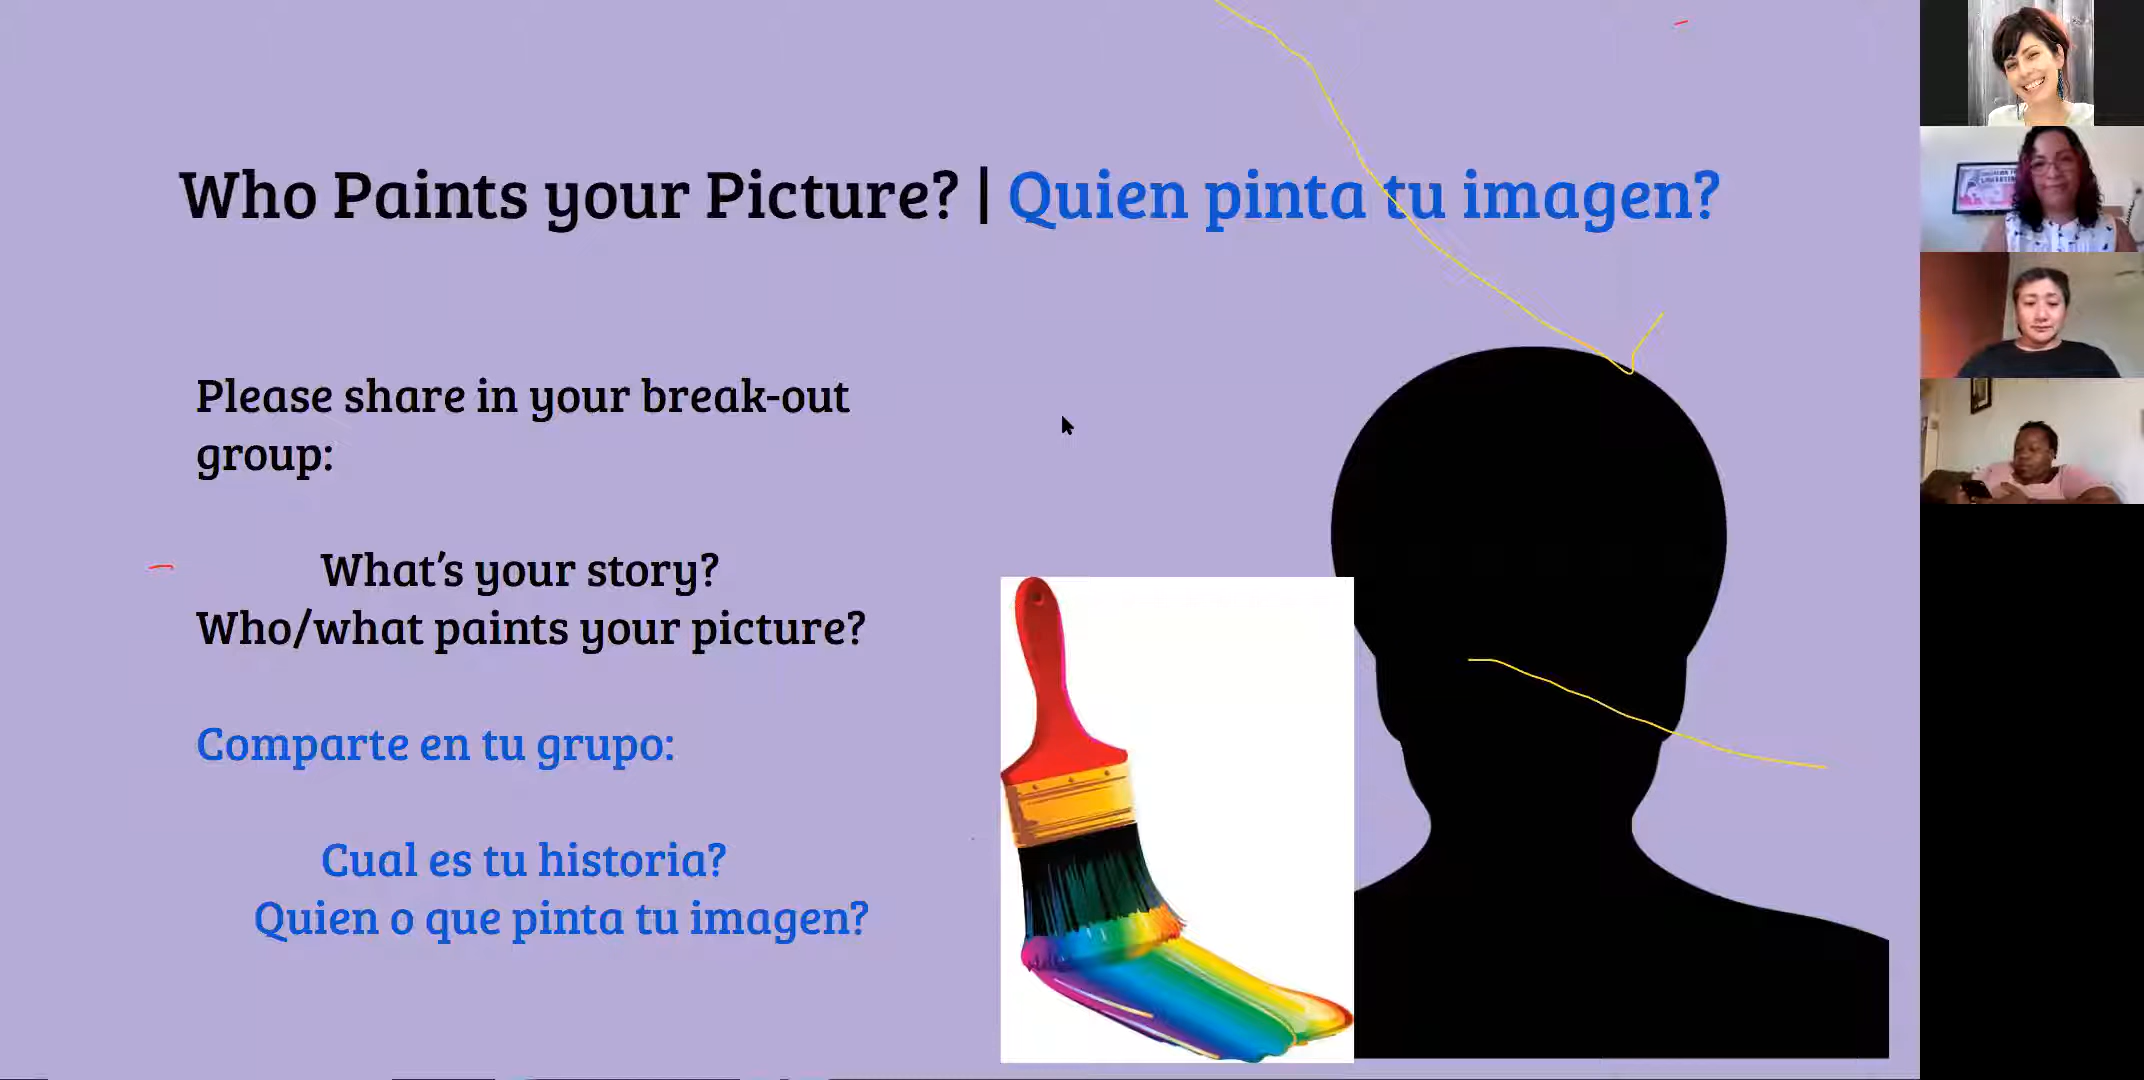 Who Paints your Picture? | Quien pinta tu imagen?
Please share in your break-out
group:
What's your story?
Who/what paints your picture?
Comparte en tu grupo:
Cual es tu historia?
Quien o que pinta tu imagen?